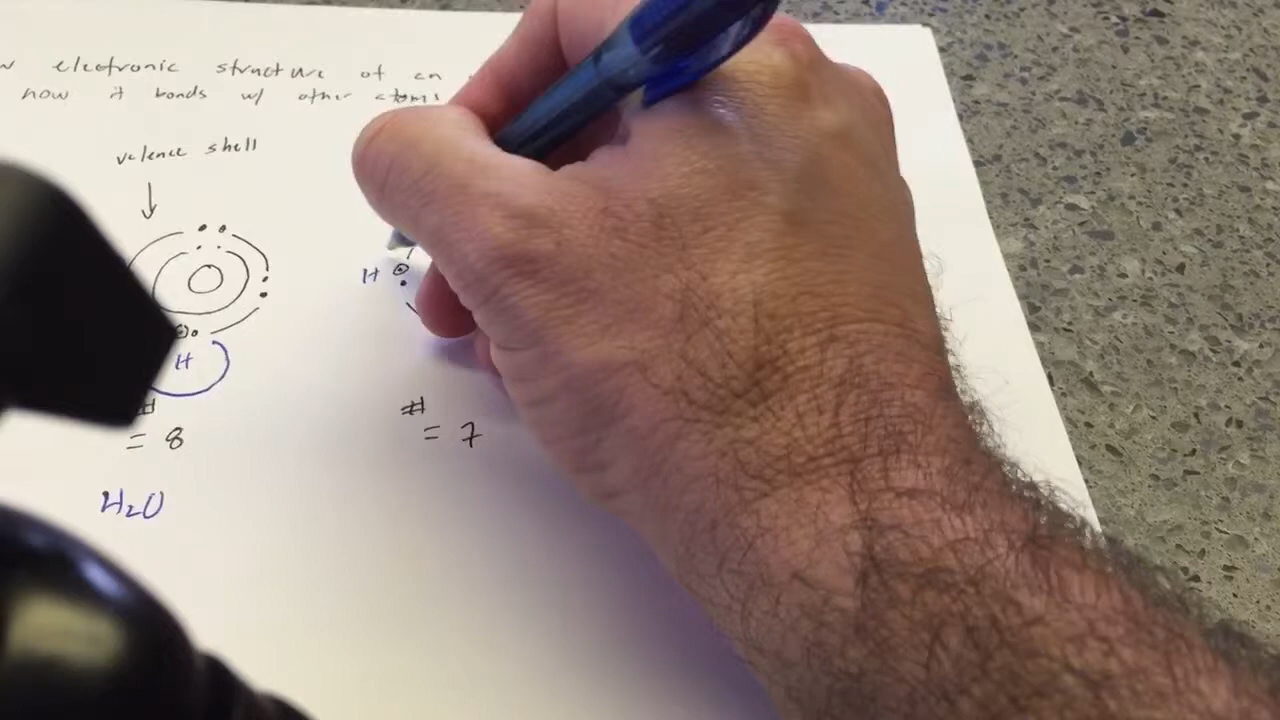 electronic structure of an
how it bonds w/ other atoms
valence shell
H
H
#
= 8
#
= 7
H2O